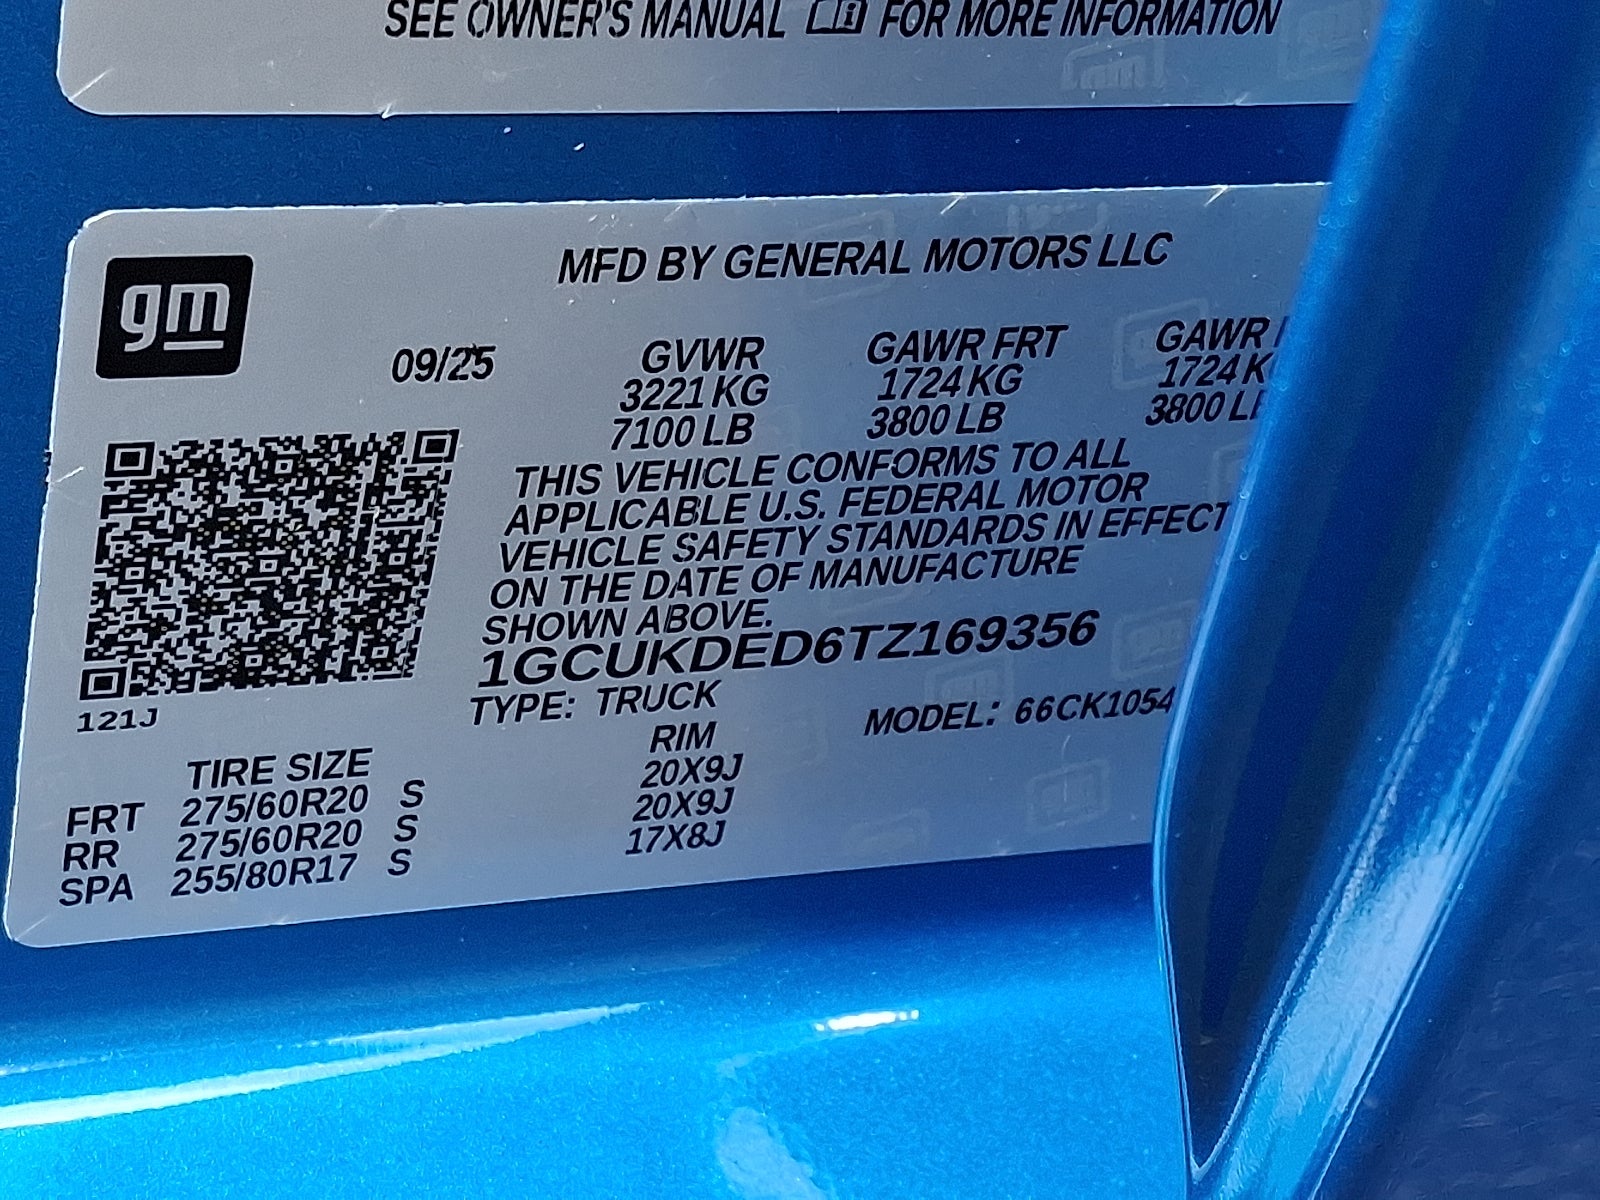 SEE OWNER'S MANUAL FOR MORE INFORMATION
gm
MFD BY GENERAL MOTORS LLC
09/25
GVWR GAWR FRT GAWR
3221 KG 1724 KG 1724 K
7100 LB 3800 LB 3800 L
THIS VEHICLE CONFORMS TO ALL
APPLICABLE U.S. FEDERAL MOTOR
VEHICLE SAFETY STANDARDS IN EFFECT
ON THE DATE OF MANUFACTURE
SHOWN ABOVE.
1GCUKDED6TZ169356
TYPE: TRUCK MODEL: 66CK1054
121J
TIRE SIZE RIM
FRT 275/60R20 S 20X9J
RR 275/60R20 S 20X9J
SPA 255/80R17 S 17X8J